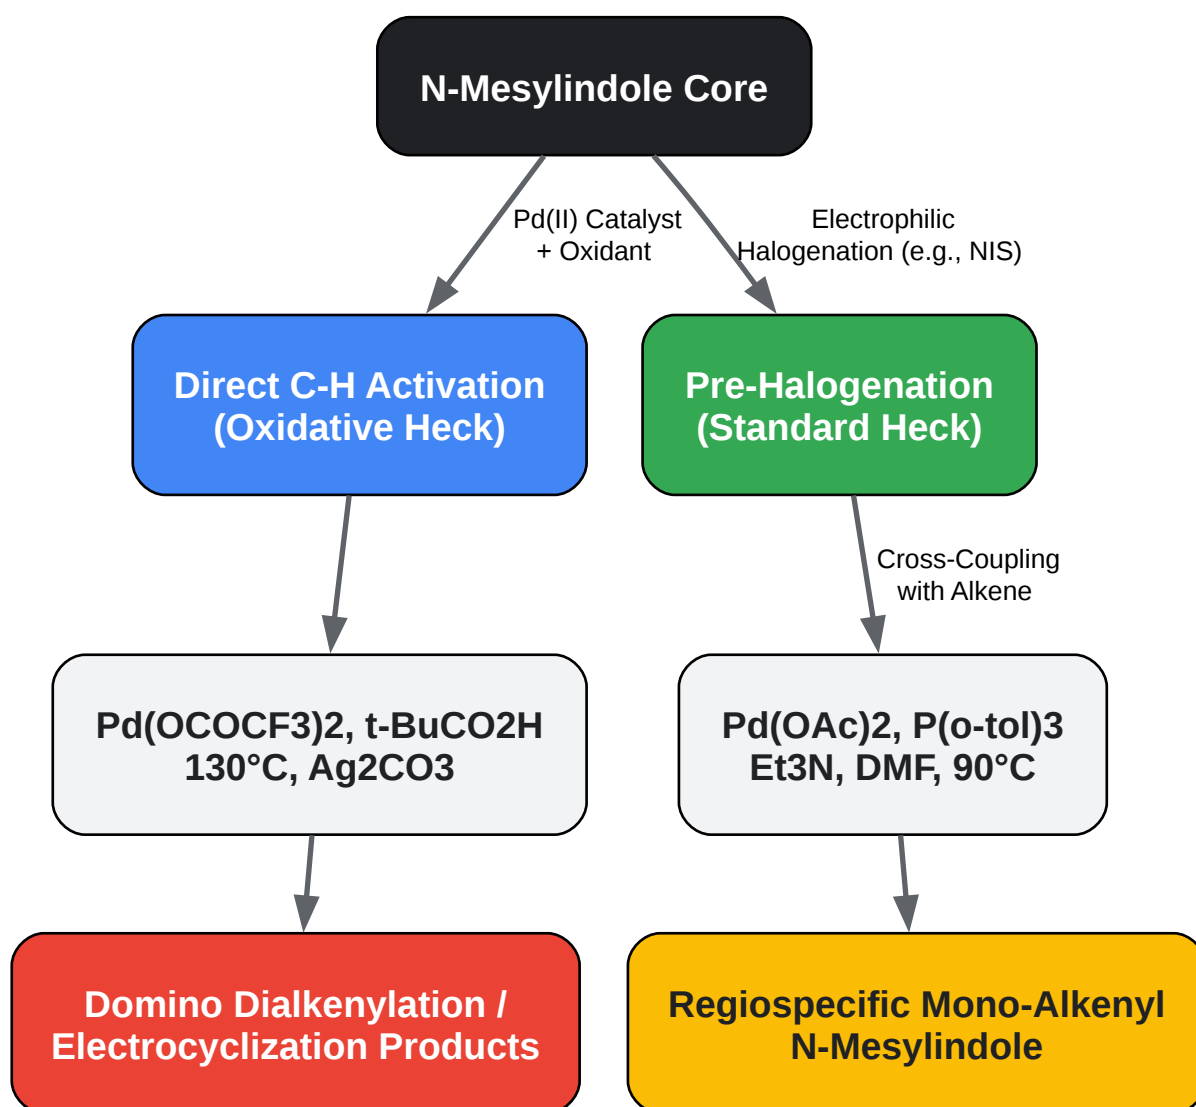 N-Mesylindole Core
Pd(II) Catalyst
+ Oxidant
Electrophilic
Halogenation (e.g., NIS)
Direct C-H Activation
(Oxidative Heck)
Pre-Halogenation
(Standard Heck)
Cross-Coupling
with Alkene
Pd(OCOCF3)2, t-BuCO2H
130°C, Ag2CO3
Pd(OAc)2, P(o-tol)3
Et3N, DMF, 90°C
Domino Dialkenylation /
Electrocyclization Products
Regiospecific Mono-Alkenyl
N-Mesylindole